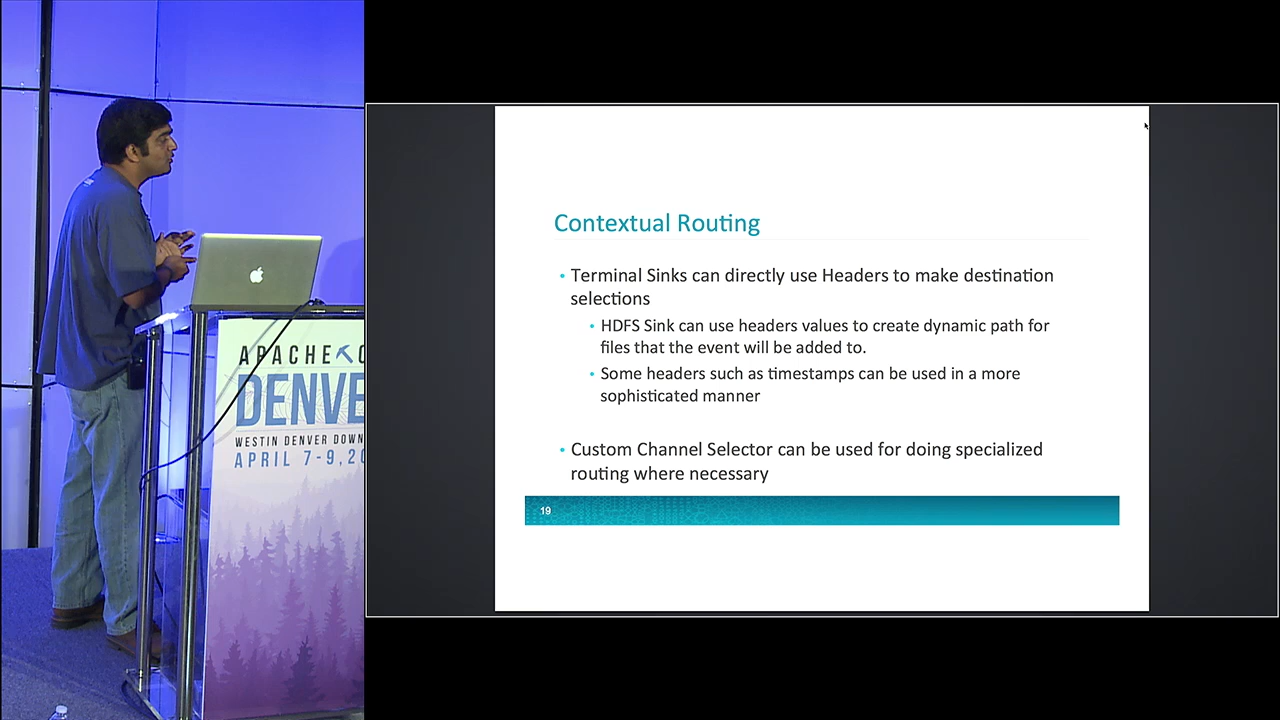 APACHE
DENVE
WESTIN DENVER DOWN
APRIL 7-9, 20
Contextual Routing
• Terminal Sinks can directly use Headers to make destination
selections
• HDFS Sink can use headers values to create dynamic path for
files that the event will be added to.
• Some headers such as timestamps can be used in a more
sophisticated manner
• Custom Channel Selector can be used for doing specialized
routing where necessary
19